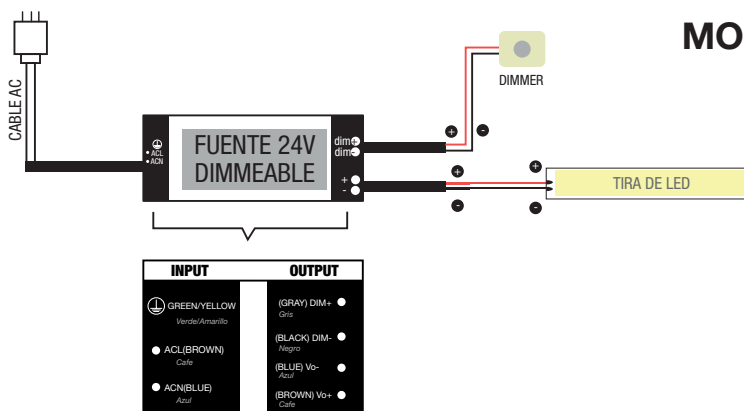 MO
CABLE AC
DIMMER
ACL
ACN
FUENTE 24V
DIMMEABLE
dim+
dim-
+
-
+
-
+
-
+
-
TIRA DE LED
INPUT
OUTPUT
GREEN/YELLOW
Verde/Amarillo
ACL(BROWN)
Cafe
ACN(BLUE)
Azul
(GRAY) DIM+
Gris
(BLACK) DIM-
Negro
(BLUE) Vo-
Azul
(BROWN) Vo+
Cafe